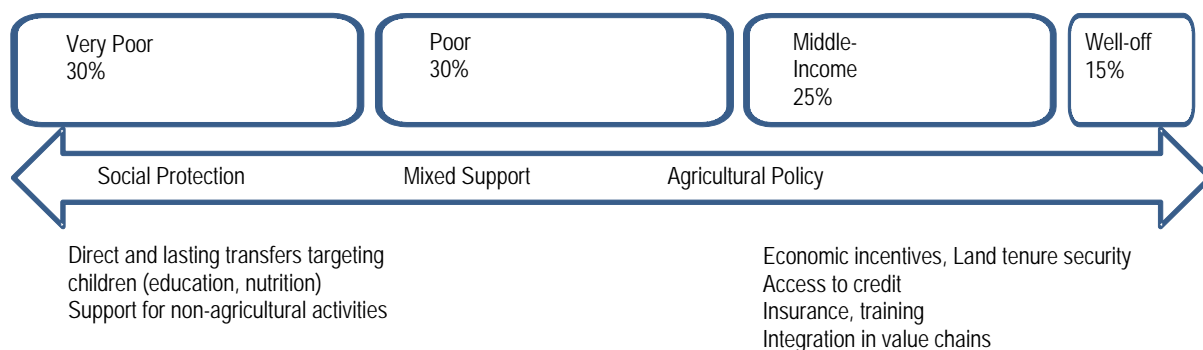 Very Poor
30%
Poor
30%
Middle-
Income
25%
Well-off
15%
Social Protection
Mixed Support
Agricultural Policy
Direct and lasting transfers targeting
children (education, nutrition)
Support for non-agricultural activities
Economic incentives, Land tenure security
Access to credit
Insurance, training
Integration in value chains